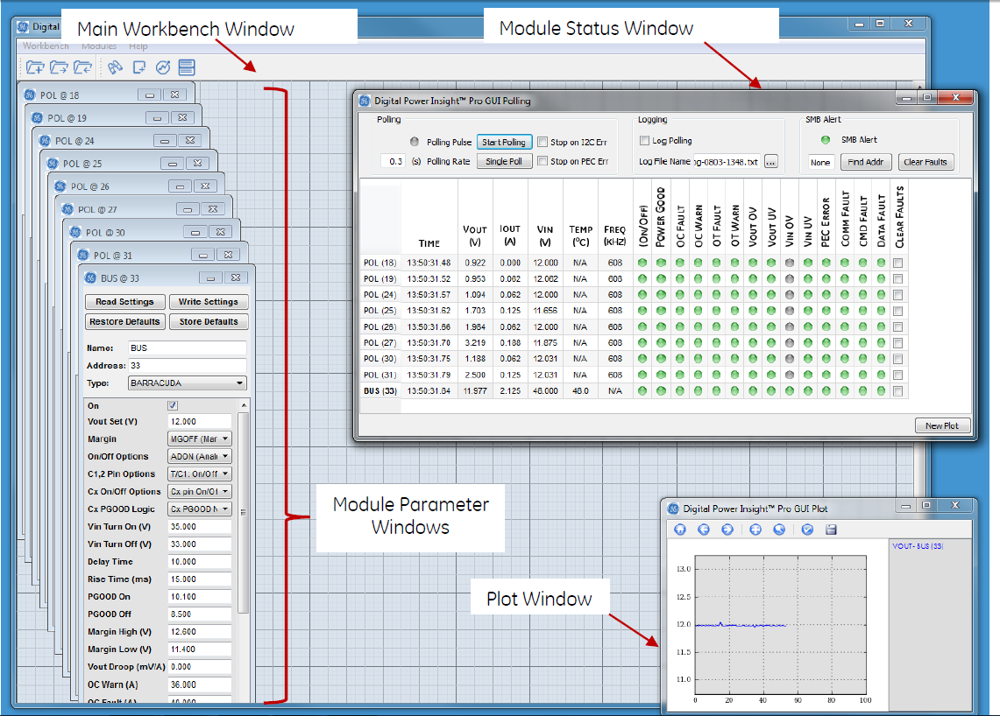 Main Workbench Window
Module Status Window
Digital
Workbench Modules Help
POL @ 18
POL @ 19
POL @ 24
POL @ 25
POL @ 26
POL @ 27
POL @ 30
POL @ 31
BUS @ 33
Read Settings Write Settings
Restore Defaults Store Defaults
Name: BUS
Address: 33
Type: BARRACUDA
On
Vout Set (V) 12.000
Margin MGOFF (Mar
On/Off Options ADON (Anal
C1,2 Pin Options T/C1: On/Off
Cx On/Off Options Cx pin On/Of
Cx PGOOD Logic Cx PGOOD N
Vin Turn On (V) 35.000
Vin Turn Off (V) 33.000
Delay Time 10.000
Rise Time (ms) 15.000
PGOOD On 10.100
PGOOD Off 8.500
Margin High (V) 12.600
Margin Low (V) 11.400
Vout Droop (mV/A) 0.000
OC Warn (A) 36.000
OC Fault (A) 40.000
Digital Power Insight™ Pro GUI Polling
Polling
Polling Pulse Start Polling Stop on I2C Err
0.3 (s) Polling Rate Single Poll Stop on PEC Err
Logging
Log Polling
Log File Name og-0803-1348.txt ...
SMB Alert
SMB Alert
None Find Addr Clear Faults
TIME VOUT (V) IOUT (A) VIN (V) TEMP (°C) FREQ (KHZ) (ON/OFF) POWER GOOD OC FAULT OC WARN OT FAULT OT WARN VOUT OV VOUT UV VIN OV VIN UV PEC ERROR COMM FAULT CMD FAULT DATA FAULT CLEAR FAULTS
POL (18) 13:50:31.48 0.922 0.000 12.000 N/A 608
POL (19) 13:50:31.52 0.953 0.062 12.062 N/A 608
POL (24) 13:50:31.57 1.094 0.062 12.000 N/A 608
POL (25) 13:50:31.62 1.703 0.125 11.656 N/A 608
POL (26) 13:50:31.66 1.984 0.062 12.000 N/A 608
POL (27) 13:50:31.70 3.219 0.188 11.875 N/A 608
POL (30) 13:50:31.75 1.188 0.062 12.031 N/A 608
POL (31) 13:50:31.79 2.500 0.125 12.031 N/A 608
BUS (33) 13:50:31.84 11.977 2.125 48.000 48.0 N/A
New Plot
Module Parameter
Windows
Plot Window
Digital Power Insight™ Pro GUI Plot
VOUT- BUS (33)
13.0
12.5
12.0
11.5
11.0
0 20 40 60 80 100